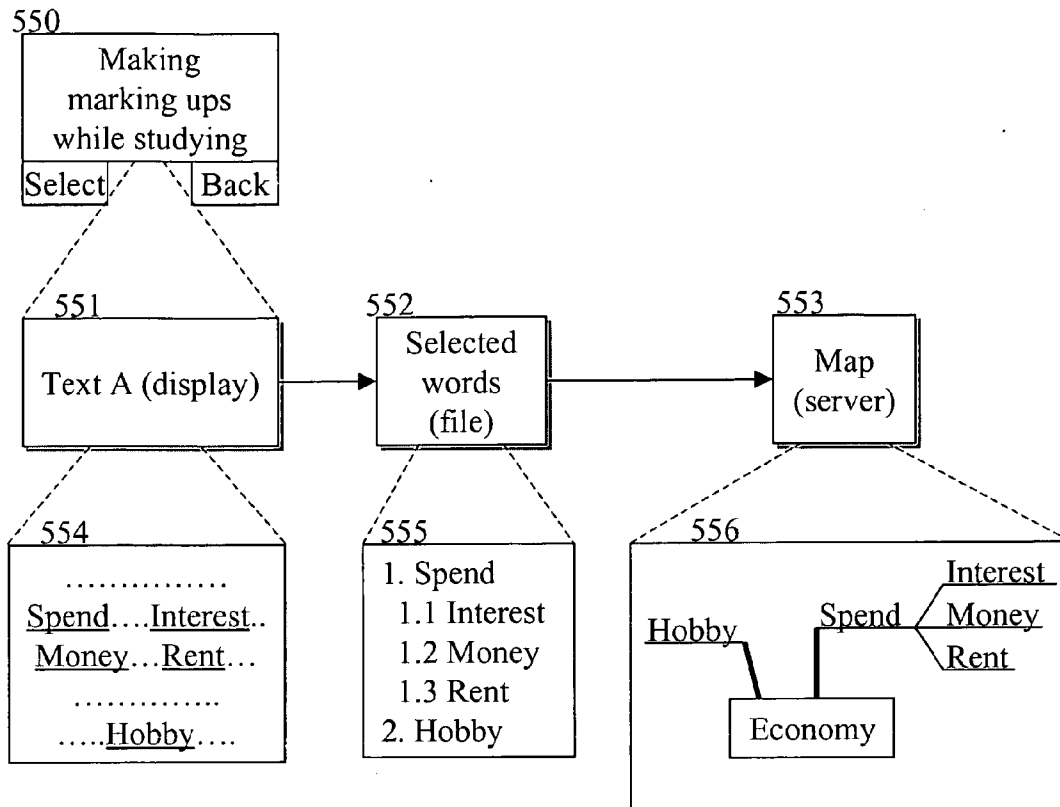 550
Making
marking ups
while studying
Select Back
551
Text A (display)
552
Selected
words
(file)
553
Map
(server)
554
...............
Spend....Interest..
Money...Rent...
..............
.....Hobby....
555
1. Spend
1.1 Interest
1.2 Money
1.3 Rent
2. Hobby
556
Interest
Hobby Spend Money
Rent
Economy